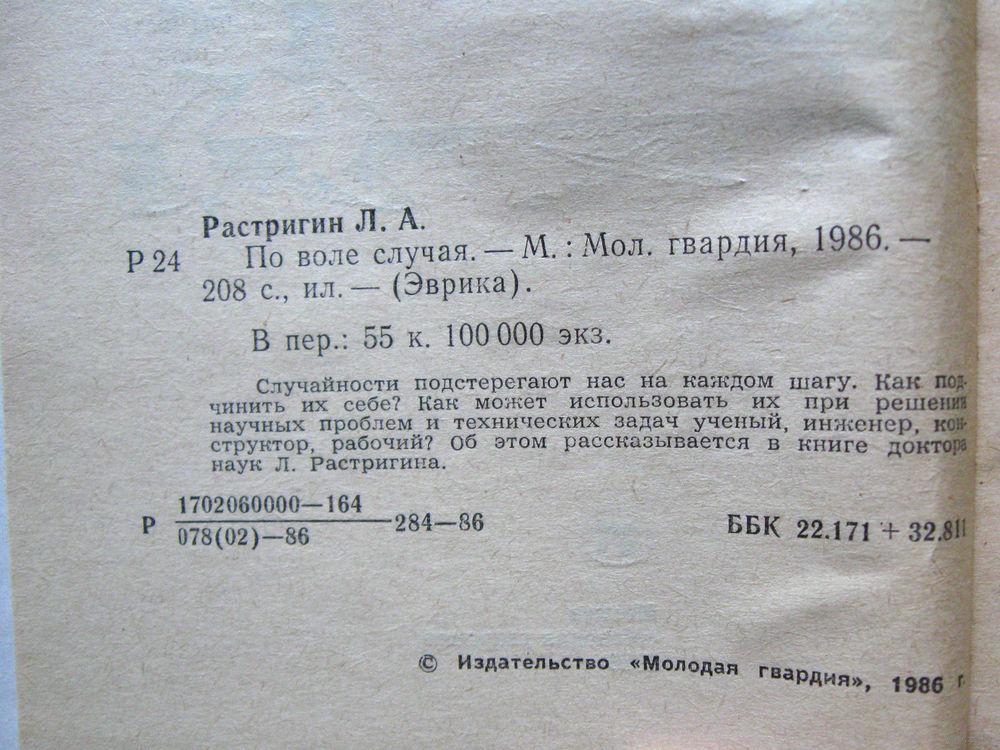 Растригин Л. А.
Р 24 По воле случая. — М. : Мол. гвардия, 1986. —
208 с., ил. — (Эврика).
В пер.: 55 к. 100 000 экз.
Случайности подстерегают нас на каждом шагу. Как под-
чинить их себе? Как может использовать их при решении
научных проблем и технических задач ученый, инженер, кон-
структор, рабочий? Об этом рассказывается в книге доктора
наук Л. Растригина.
1702060000—164
Р 284—86
078(02)—86
ББК 22.171 + 32.811
© Издательство «Молодая гвардия», 1986 г.